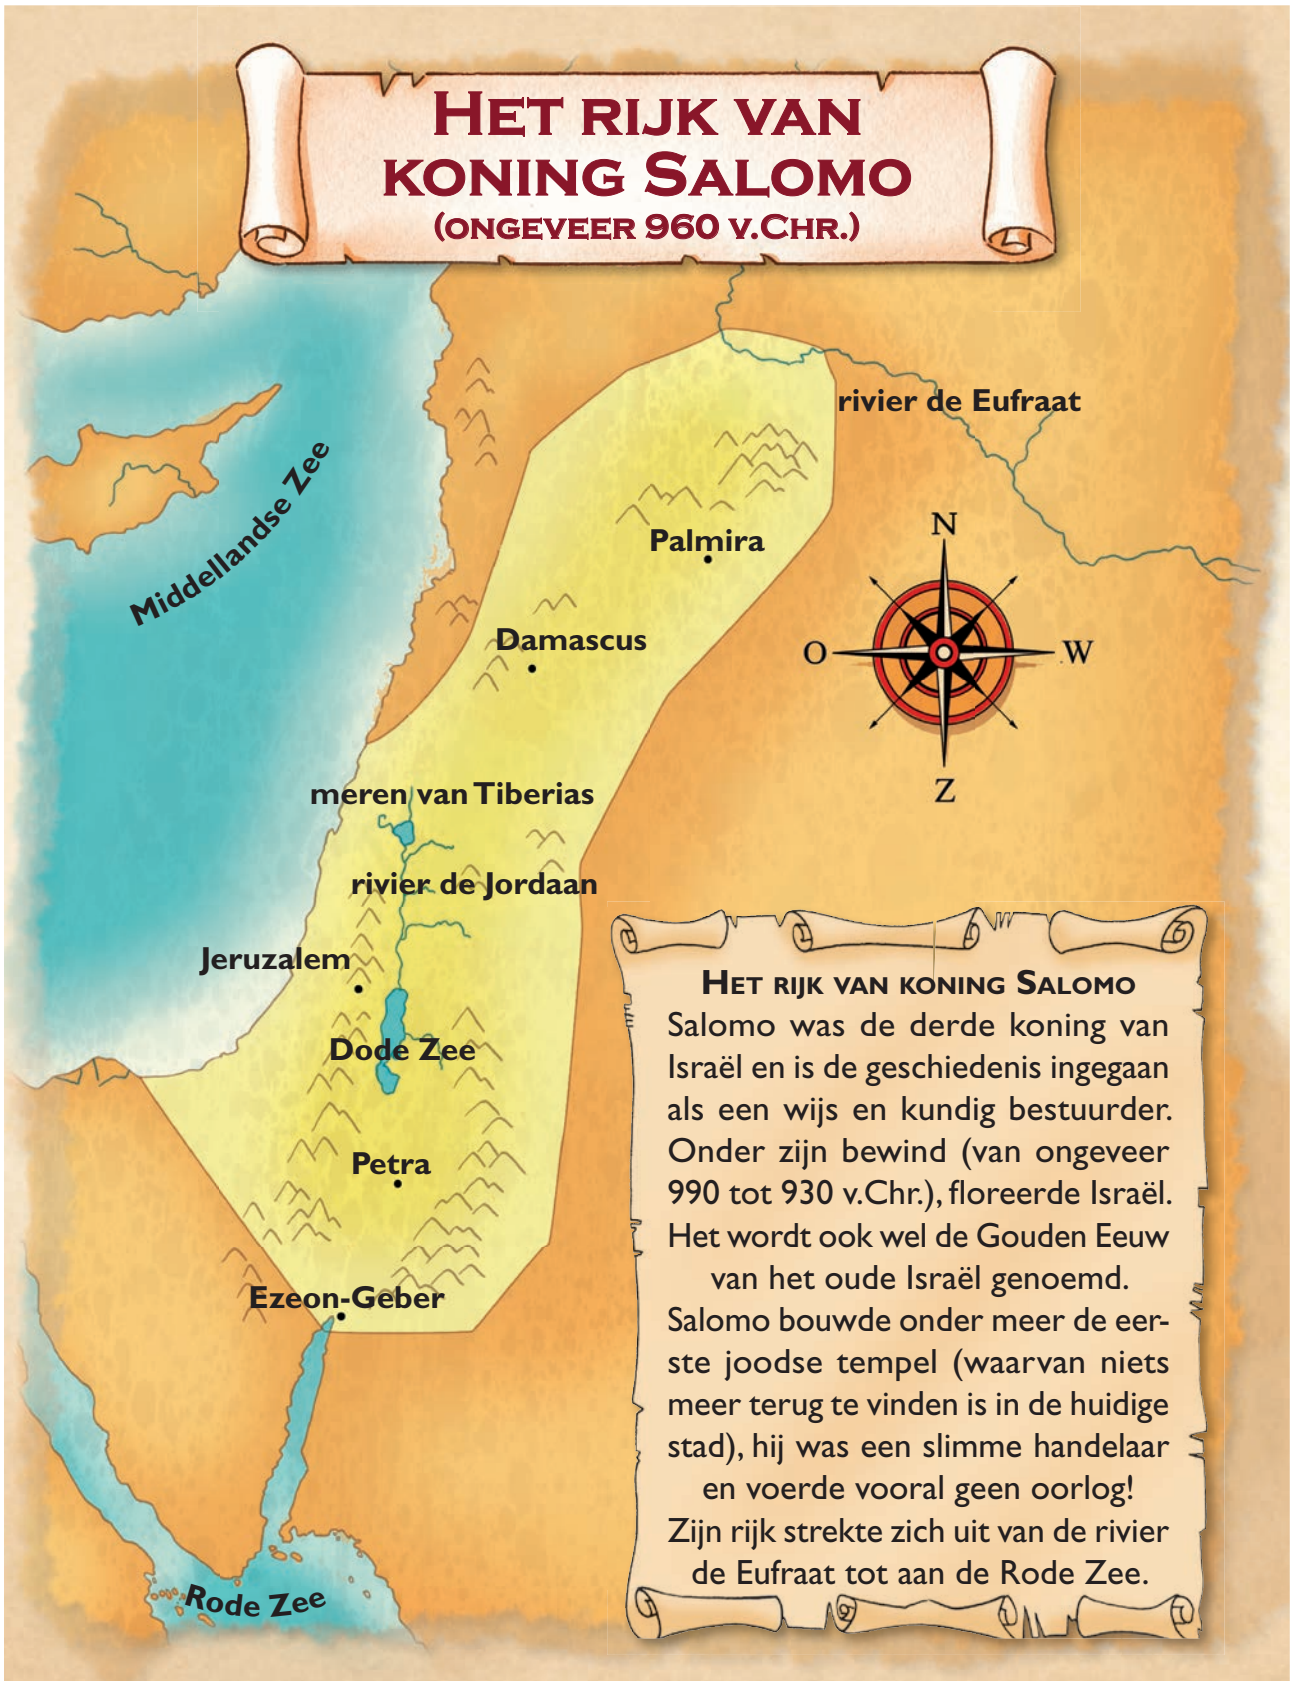 HET RIJK VAN
KONING SALOMO
(ONGEVEER 960 V.CHR.)
rivier de Eufraat
Middellandse Zee
Palmira
N
O
W
Z
Damascus
meren van Tiberias
rivier de Jordaan
Jeruzalem
Dode Zee
Petra
Ezeon-Geber
Rode Zee
HET RIJK VAN KONING SALOMO
Salomo was de derde koning van
Israël en is de geschiedenis ingegaan
als een wijs en kundig bestuurder.
Onder zijn bewind (van ongeveer
990 tot 930 v.Chr.), floreerde Israël.
Het wordt ook wel de Gouden Eeuw
van het oude Israël genoemd.
Salomo bouwde onder meer de eer-
ste joodse tempel (waarvan niets
meer terug te vinden is in de huidige
stad), hij was een slimme handelaar
en voerde vooral geen oorlog!
Zijn rijk strekte zich uit van de rivier
de Eufraat tot aan de Rode Zee.